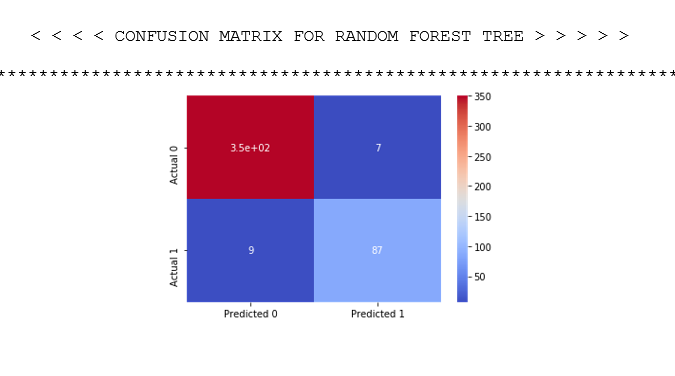 < < < < CONFUSION MATRIX FOR RANDOM FOREST TREE > > > > >
*******************************************************************
350
3.5e+02 7
300
250
Actual 0
200
150
9 87
100
50
Actual 1
Predicted 0 Predicted 1